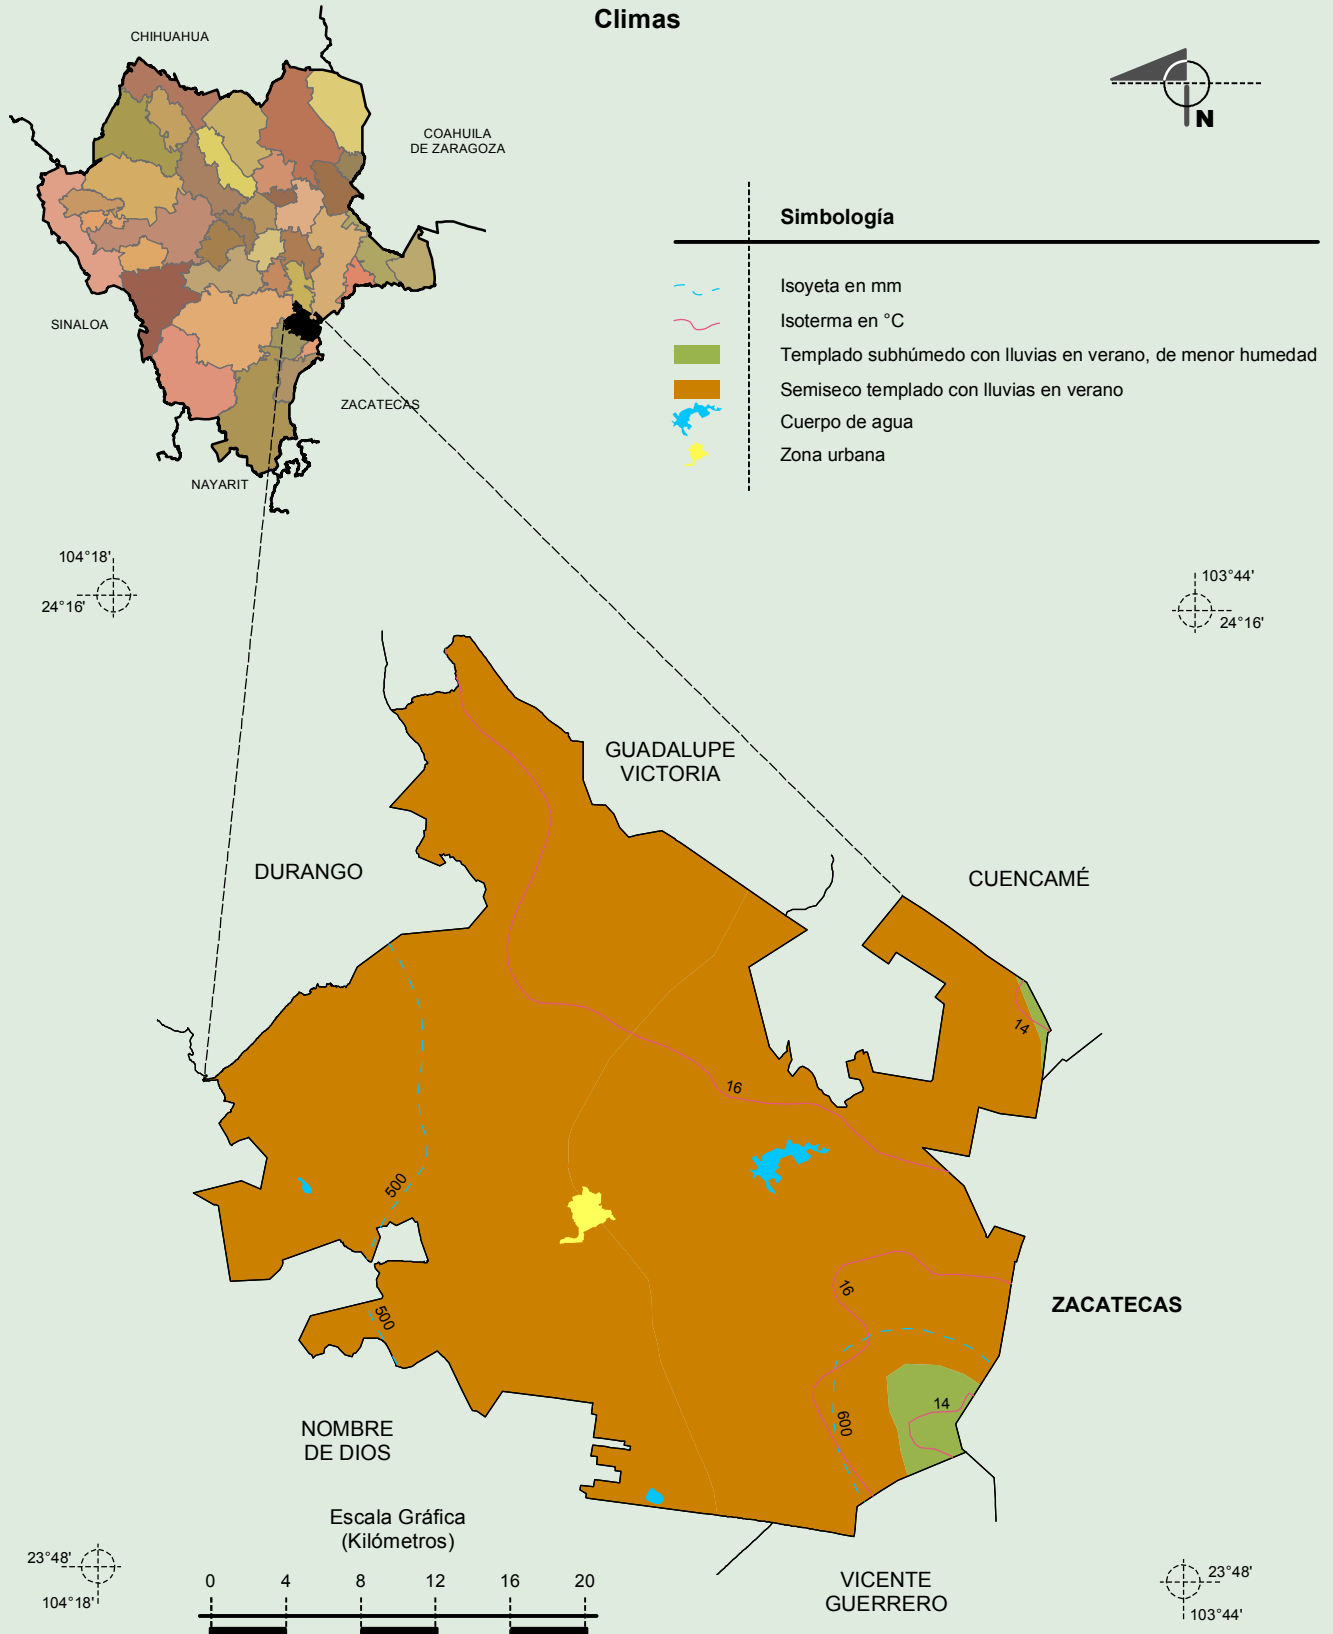 Climas
CHIHUAHUA
COAHUILA
DE ZARAGOZA
N
Simbología
Isoyeta en mm
Isoterma en °C
Templado subhúmedo con lluvias en verano, de menor humedad
Semiseco templado con lluvias en verano
Cuerpo de agua
Zona urbana
SINALOA
ZACATECAS
NAYARIT
104°18'
24°16'
103°44'
24°16'
GUADALUPE
VICTORIA
DURANGO
CUENCAMÉ
14
16
500
16
ZACATECAS
500
14
600
NOMBRE
DE DIOS
Escala Gráfica
(Kilómetros)
0 4 8 12 16 20
VICENTE
GUERRERO
23°48'
104°18'
23°48'
103°44'